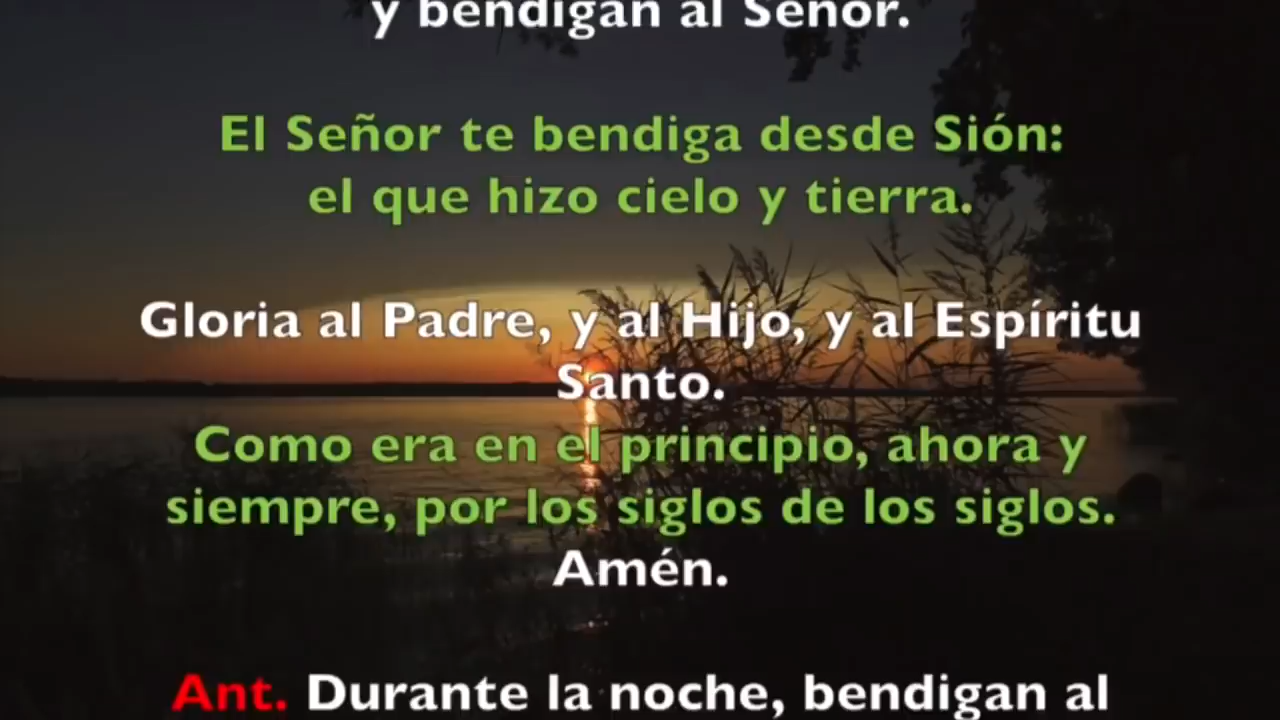 y bendigan al Señor.
El Señor te bendiga desde Sión:
el que hizo cielo y tierra.
Gloria al Padre, y al Hijo, y al Espíritu
Santo.
Como era en el principio, ahora y
siempre, por los siglos de los siglos.
Amén.
Ant. Durante la noche, bendigan al